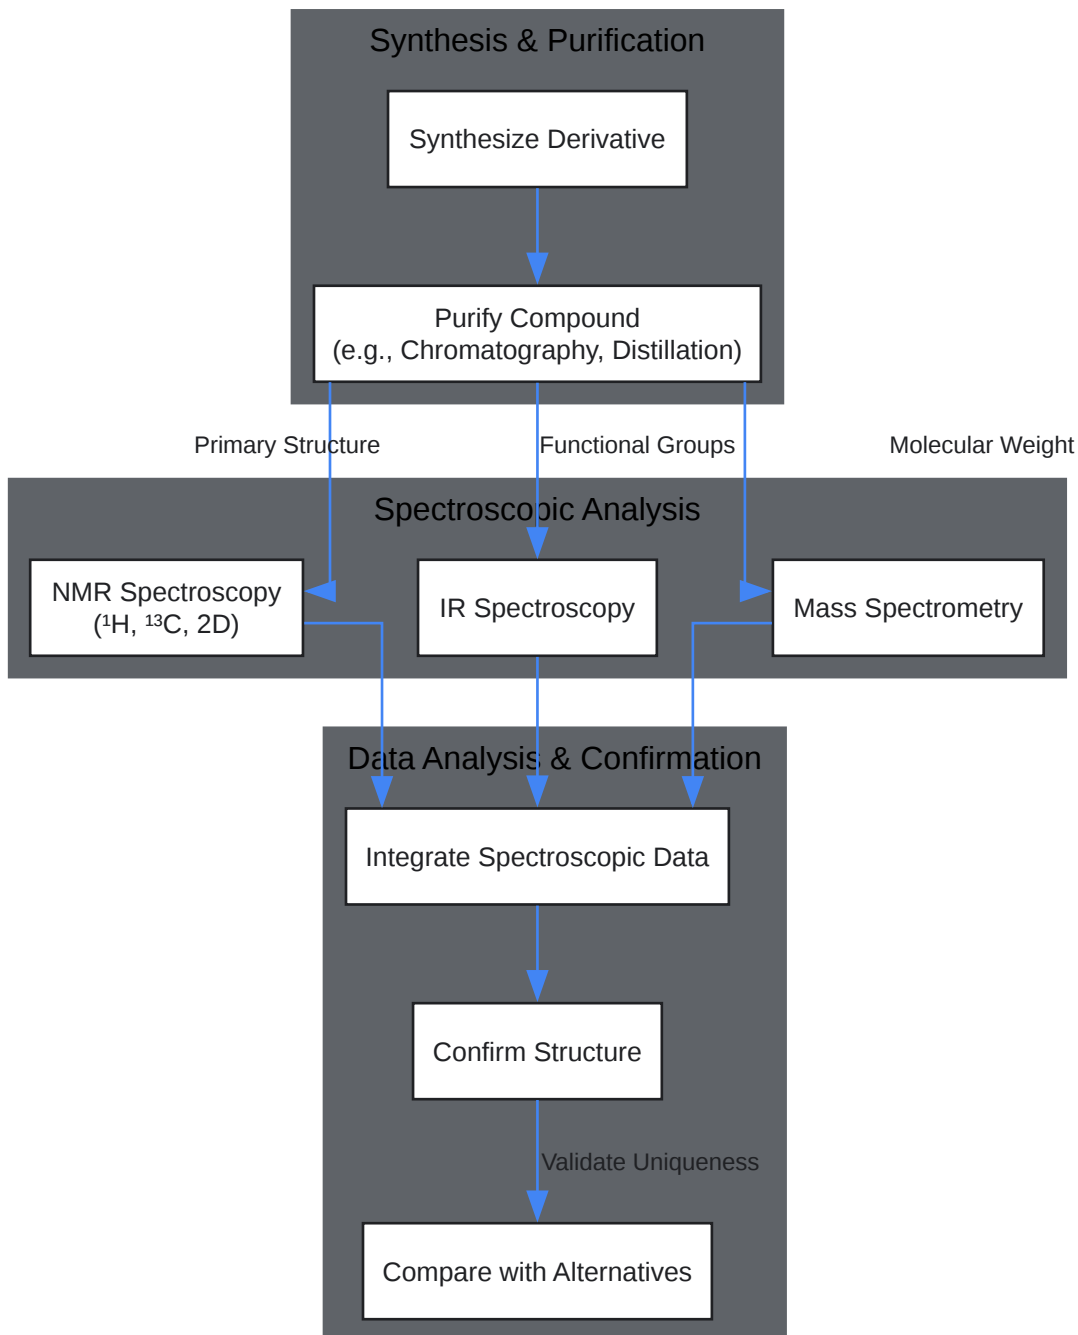 Synthesis & Purification
Synthesize Derivative
Purify Compound
(e.g., Chromatography, Distillation)
Primary Structure
Functional Groups
Molecular Weight
Spectroscopic Analysis
NMR Spectroscopy
(¹H, ¹³C, 2D)
IR Spectroscopy
Mass Spectrometry
Data Analysis & Confirmation
Integrate Spectroscopic Data
Confirm Structure
Validate Uniqueness
Compare with Alternatives